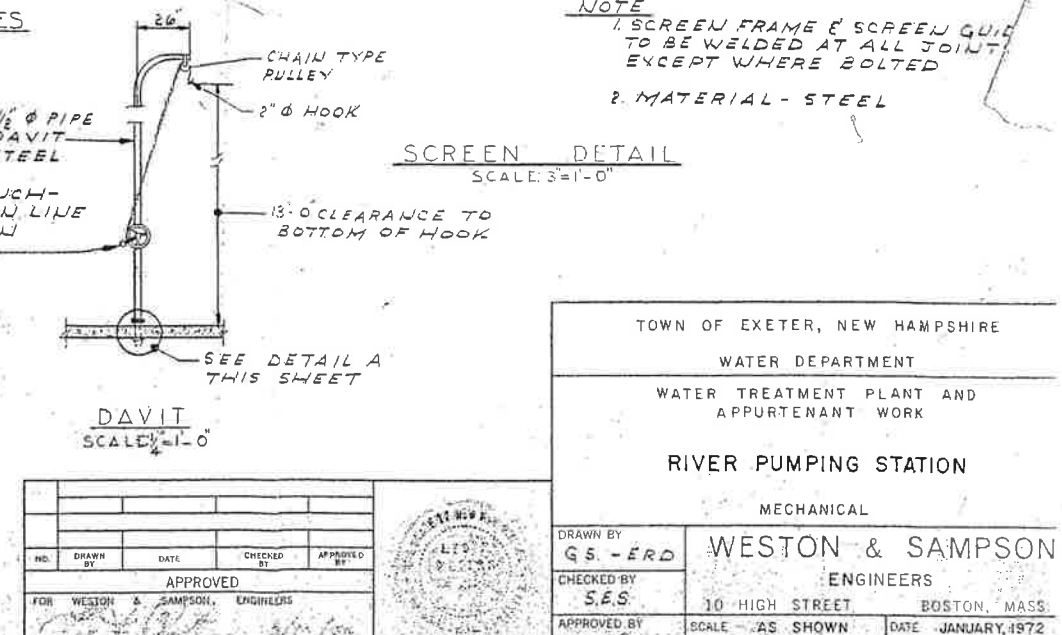 26"
CHAIN TYPE
PULLEY
2" Φ HOOK
½" Φ PIPE
DAVIT
STEEL
13'-0" CLEARANCE TO
BOTTOM OF HOOK
SEE DETAIL A
THIS SHEET
DAVIT
SCALE: ¼"=1'-0"
NOTE
1. SCREEN FRAME & SCREEN
TO BE WELDED AT ALL JOINT
EXCEPT WHERE BOLTED
2. MATERIAL - STEEL
SCREEN DETAIL
SCALE: 3"=1'-0"
TOWN OF EXETER, NEW HAMPSHIRE
WATER DEPARTMENT
WATER TREATMENT PLANT AND
APPURTENANT WORK
RIVER PUMPING STATION
MECHANICAL
DRAWN BY
G.S. - ERD
CHECKED BY
S.E.S.
APPROVED BY
WESTON & SAMPSON
ENGINEERS
10 HIGH STREET BOSTON, MASS.
SCALE AS SHOWN
DATE JANUARY, 1972
NO. DRAWN BY DATE CHECKED BY APPROVED BY
APPROVED
FOR WESTON & SAMPSON, ENGINEERS